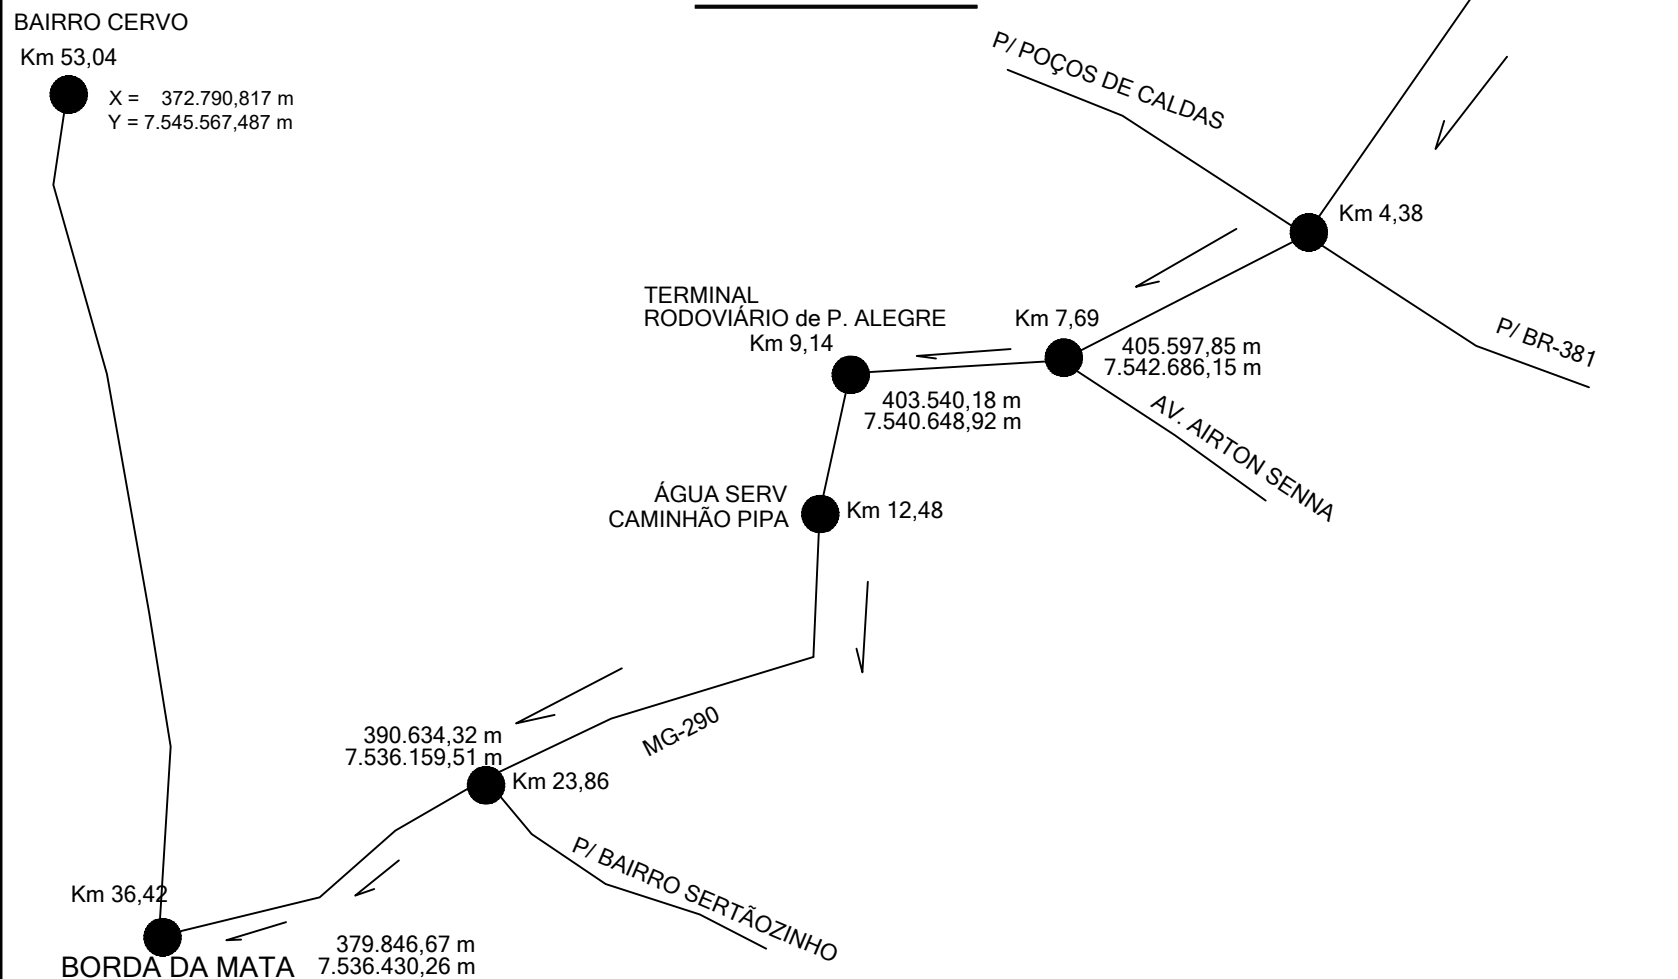 BAIRRO CERVO
Km 53,04
X = 372.790,817 m
Y = 7.545.567,487 m
P/ POÇOS DE CALDAS
Km 4,38
P/ BR-381
TERMINAL
RODOVIÁRIO de P. ALEGRE
Km 9,14
Km 7,69
405.597,85 m
7.542.686,15 m
403.540,18 m
7.540.648,92 m
AV. AIRTON SENNA
ÁGUA SERV
CAMINHÃO PIPA
Km 12,48
MG-290
390.634,32 m
7.536.159,51 m
Km 23,86
P/ BAIRRO SERTÃOZINHO
Km 36,42
BORDA DA MATA
379.846,67 m
7.536.430,26 m